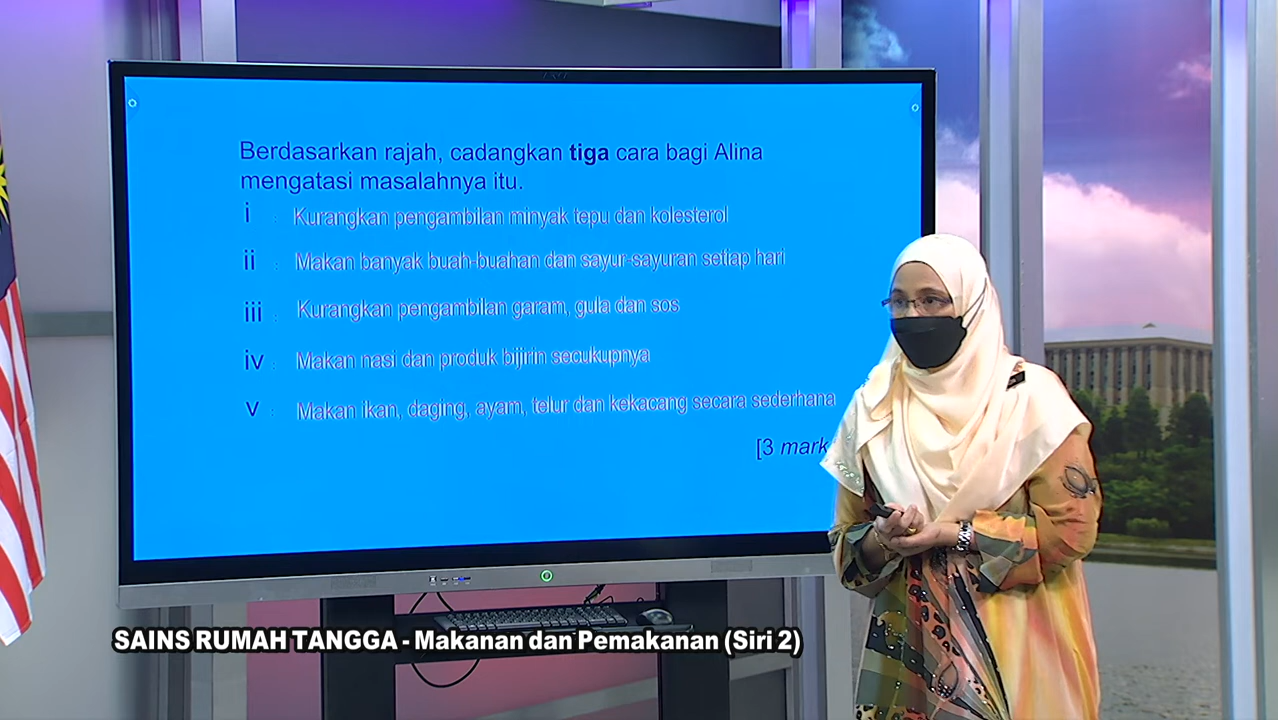 Berdasarkan rajah, cadangkan tiga cara bagi Alina
mengatasi masalahnya itu.
i : Kurangkan pengambilan minyak tepu dan kolesterol
ii : Makan banyak buah-buahan dan sayur-sayuran setiap hari
iii : Kurangkan pengambilan garam, gula dan sos
iv : Makan nasi dan produk bijirin secukupnya
v : Makan ikan, daging, ayam, telur dan kekacang secara sederhana
[3 mark
SAINS RUMAH TANGGA - Makanan dan Pemakanan (Siri 2)